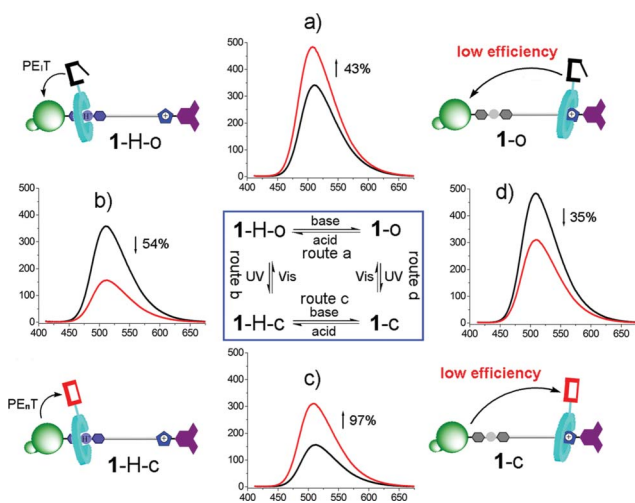 a)
PEtT
1-H-o
500
400
300
200
100
0
43%
400 450 500 550 600 650
low efficiency
1-o
b)
500
400
300
200
100
0
54%
400 450 500 550 600 650
1-H-o base 1-o
acid
route a
route b UV Vis
Vis UV route d
route c
1-H-c base 1-c
acid
d)
500
400
300
200
100
0
35%
400 450 500 550 600 650
PEnT
1-H-c
c)
500
400
300
200
100
0
97%
400 450 500 550 600 650
low efficiency
1-c